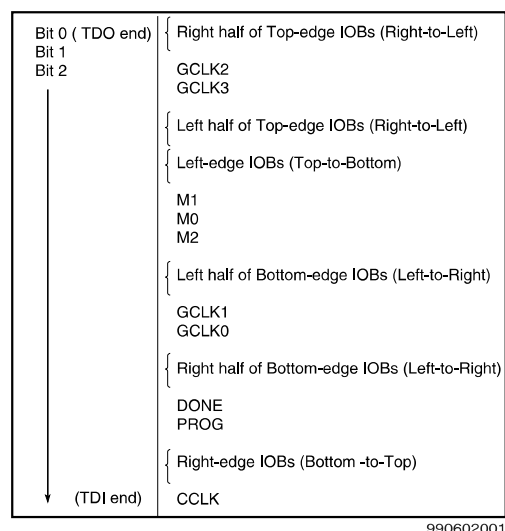 Bit 0 ( TDO end) Right half of Top-edge IOBs (Right-to-Left)
Bit 1
Bit 2 GCLK2
GCLK3
Left half of Top-edge IOBs (Right-to-Left)
Left-edge IOBs (Top-to-Bottom)
M1
M0
M2
Left half of Bottom-edge IOBs (Left-to-Right)
GCLK1
GCLK0
Right half of Bottom-edge IOBs (Left-to-Right)
DONE
PROG
Right-edge IOBs (Bottom -to-Top)
(TDI end) CCLK
990602001